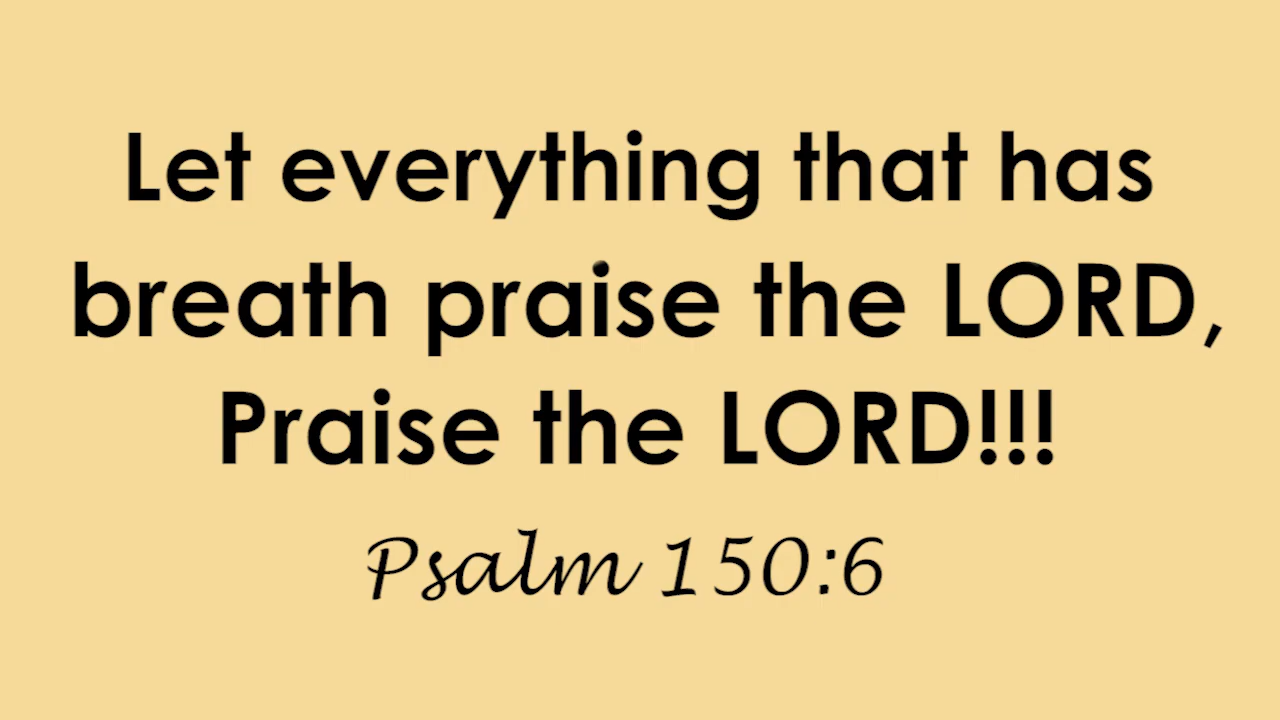 Let everything that has
breath praise the LORD,
Praise the LORD!!!
Psalm 150:6